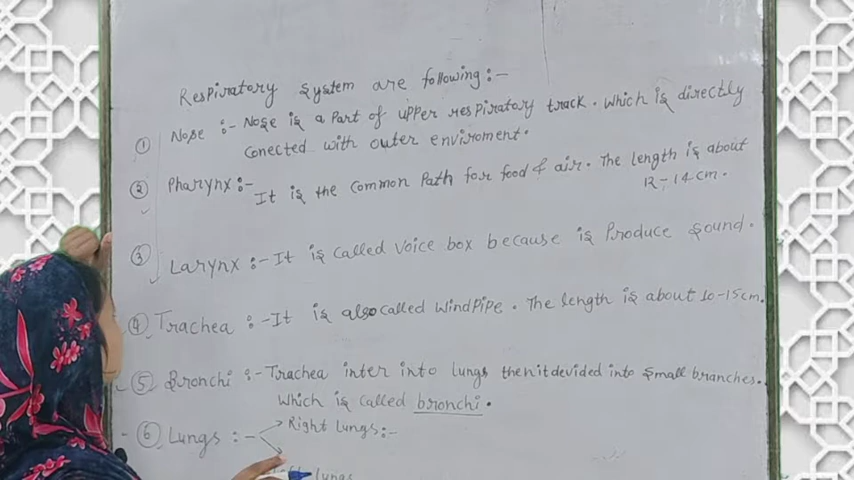 Respiratory system are following :-
① Nose :- Nose is a Part of upper respiratory track. Which is directly
conected with outer enviroment.
② Pharynx :- It is the common Path for food & air. The length is about
12-14 cm.
③ Larynx :- It is called voice box because is Produce sound.
④ Trachea :- It is also called WindPipe. The length is about 10-15 cm.
⑤ Bronchi :- Trachea inter into lungs then it devided into small branches.
Which is called bronchi.
⑥ Lungs :- Right Lungs :-
lungs